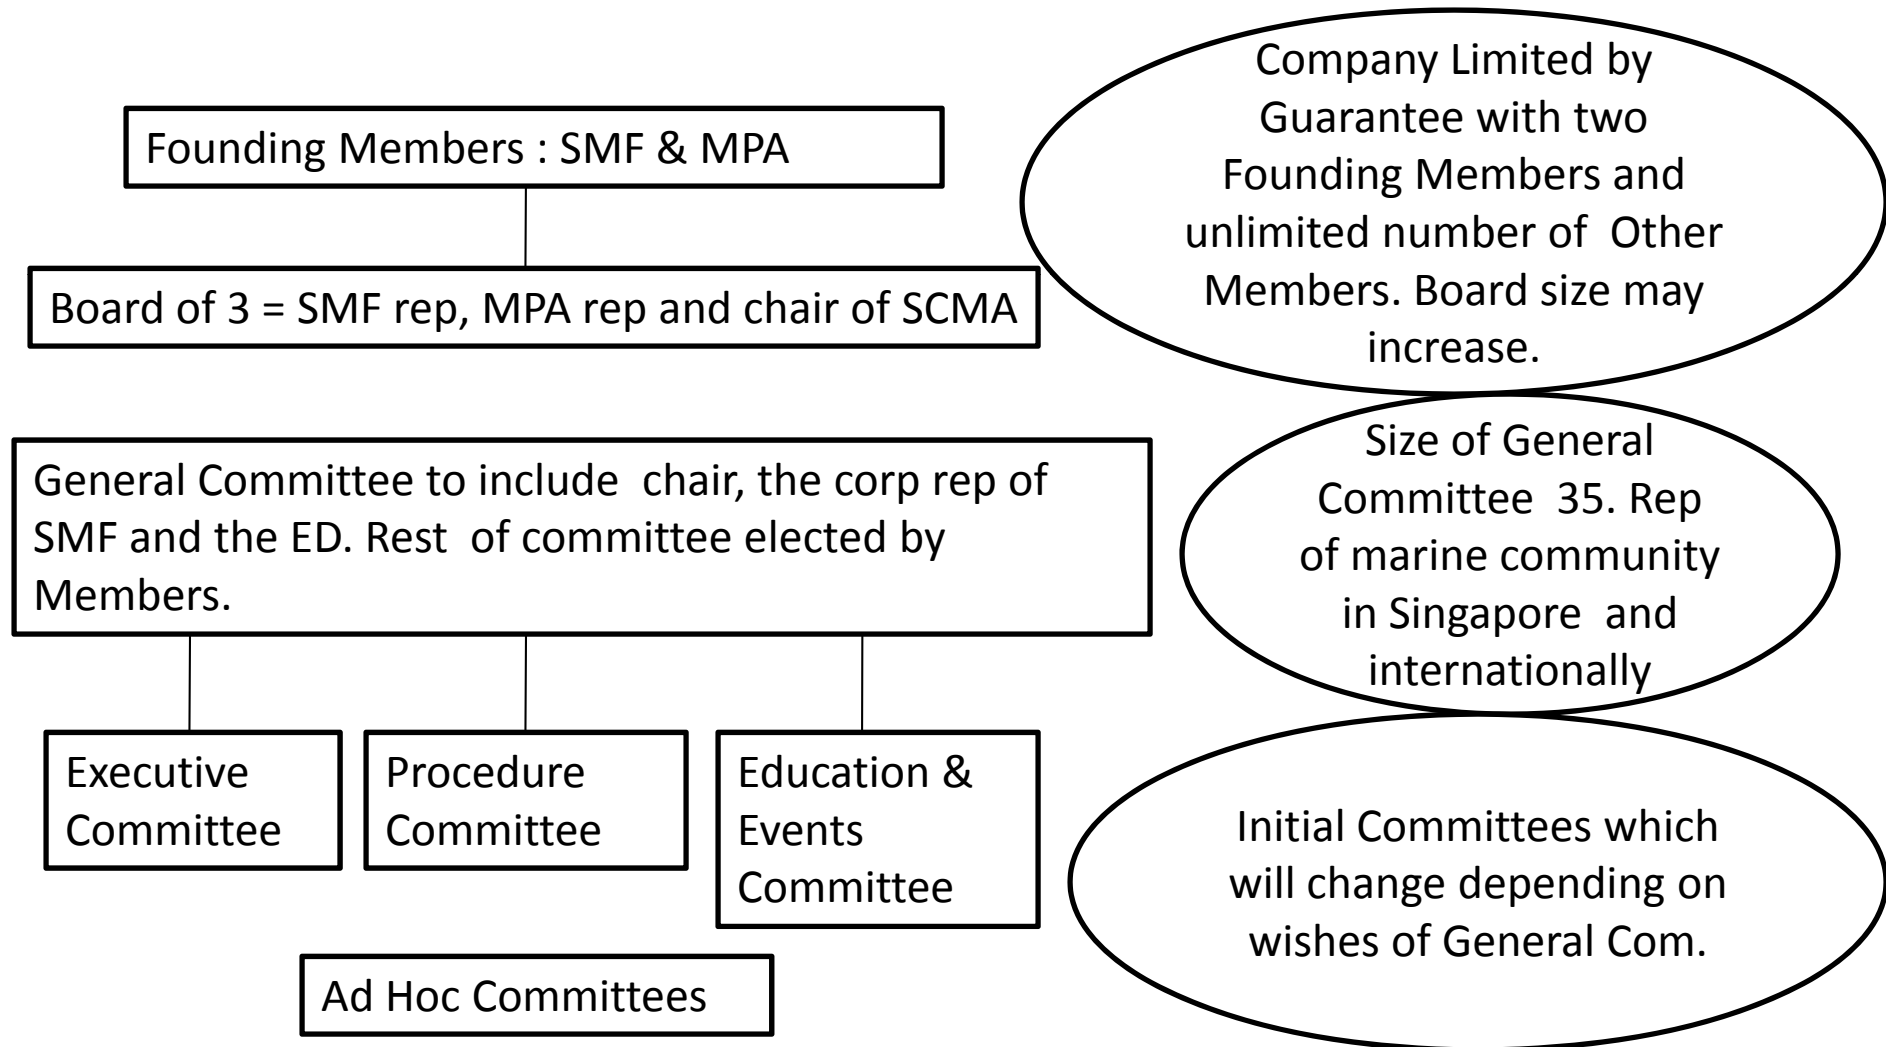 Founding Members : SMF & MPA
Company Limited by
Guarantee with two
Founding Members and
unlimited number of Other
Members. Board size may
increase.
Board of 3 = SMF rep, MPA rep and chair of SCMA
General Committee to include chair, the corp rep of
SMF and the ED. Rest of committee elected by
Members.
Size of General
Committee 35. Rep
of marine community
in Singapore and
internationally
Executive
Committee
Procedure
Committee
Education &
Events
Committee
Initial Committees which
will change depending on
wishes of General Com.
Ad Hoc Committees